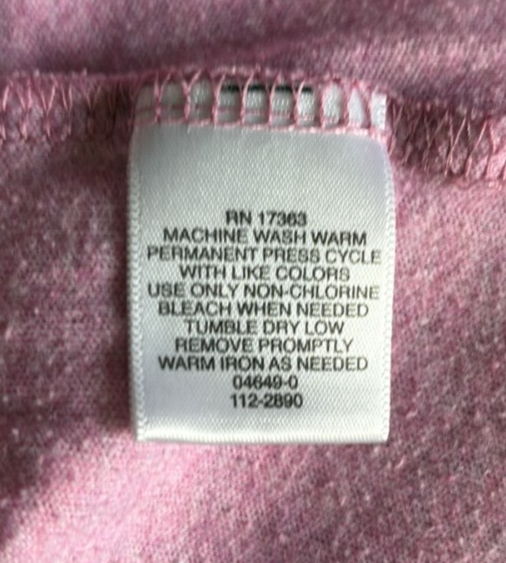 RN 17363
MACHINE WASH WARM
PERMANENT PRESS CYCLE
WITH LIKE COLORS
USE ONLY NON-CHLORINE
BLEACH WHEN NEEDED
TUMBLE DRY LOW
REMOVE PROMPTLY
WARM IRON AS NEEDED
04649-0
112-2890